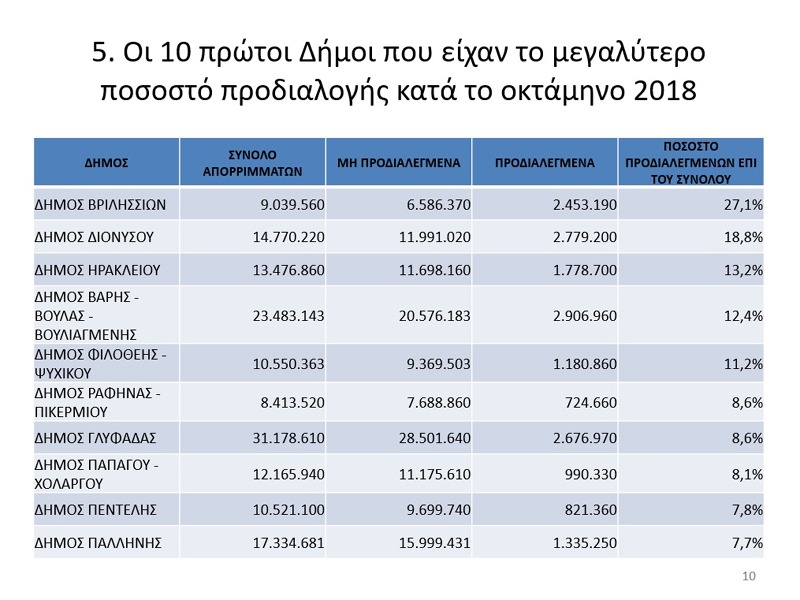 5. Οι 10 πρώτοι Δήμοι που είχαν το μεγαλύτερο
ποσοστό προδιαλογής κατά το οκτάμηνο 2018
ΔΗΜΟΣ ΣΥΝΟΛΟ ΑΠΟΡΡΙΜΜΑΤΩΝ ΜΗ ΠΡΟΔΙΑΛΕΓΜΕΝΑ ΠΡΟΔΙΑΛΕΓΜΕΝΑ ΠΟΣΟΣΤΟ ΠΡΟΔΙΑΛΕΓΜΕΝΩΝ ΕΠΙ ΤΟΥ ΣΥΝΟΛΟΥ
ΔΗΜΟΣ ΒΡΙΛΗΣΣΙΩΝ 9.039.560 6.586.370 2.453.190 27,1%
ΔΗΜΟΣ ΔΙΟΝΥΣΟΥ 14.770.220 11.991.020 2.779.200 18,8%
ΔΗΜΟΣ ΗΡΑΚΛΕΙΟΥ 13.476.860 11.698.160 1.778.700 13,2%
ΔΗΜΟΣ ΒΑΡΗΣ -
ΒΟΥΛΑΣ -
ΒΟΥΛΙΑΓΜΕΝΗΣ 23.483.143 20.576.183 2.906.960 12,4%
ΔΗΜΟΣ ΦΙΛΟΘΕΗΣ -
ΨΥΧΙΚΟΥ 10.550.363 9.369.503 1.180.860 11,2%
ΔΗΜΟΣ ΡΑΦΗΝΑΣ -
ΠΙΚΕΡΜΙΟΥ 8.413.520 7.688.860 724.660 8,6%
ΔΗΜΟΣ ΓΛΥΦΑΔΑΣ 31.178.610 28.501.640 2.676.970 8,6%
ΔΗΜΟΣ ΠΑΠΑΓΟΥ -
ΧΟΛΑΡΓΟΥ 12.165.940 11.175.610 990.330 8,1%
ΔΗΜΟΣ ΠΕΝΤΕΛΗΣ 10.521.100 9.699.740 821.360 7,8%
ΔΗΜΟΣ ΠΑΛΛΗΝΗΣ 17.334.681 15.999.431 1.335.250 7,7%
10